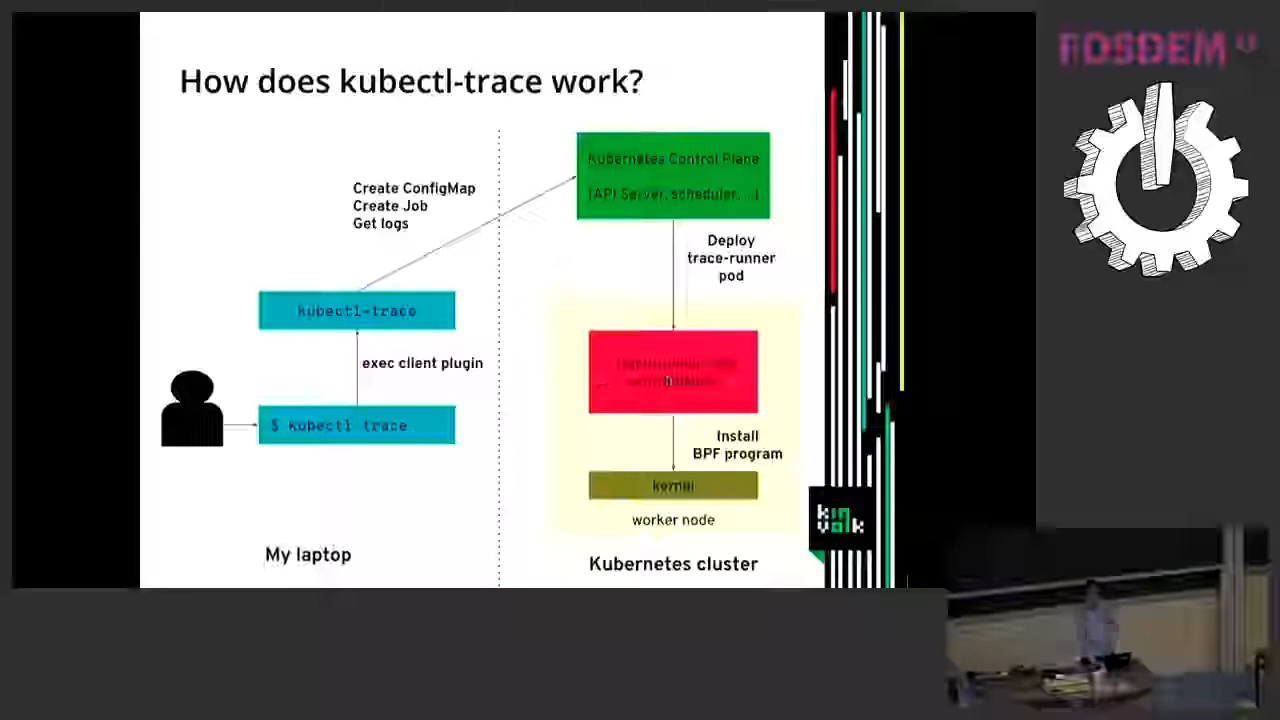 How does kubectl-trace work?
Kubernetes Control Plane
(API Server, scheduler, ...)
Create ConfigMap
Create Job
Get logs
Deploy
trace-runner
pod
kubectl-trace
exec client plugin
$ kubectl trace
Install
BPF program
kernel
worker node
My laptop
Kubernetes cluster
kin
volk
FOSDEM